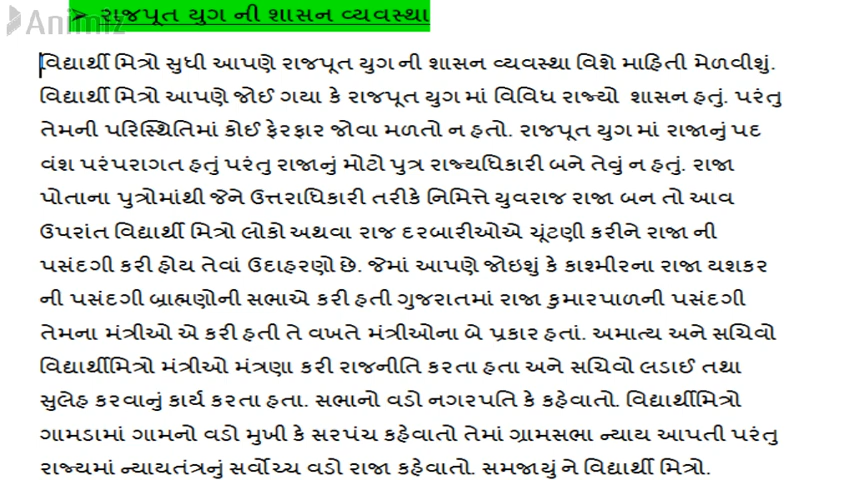 Animiz
➤ રાજપૂત યુગ ની શાસન વ્યવસ્થા
વિદ્યાર્થી મિત્રો સુધી આપણે રાજપૂત યુગ ની શાસન વ્યવસ્થા વિશે માહિતી મેળવીશું.
વિદ્યાર્થી મિત્રો આપણે જોઈ ગયા કે રાજપૂત યુગ માં વિવિધ રાજ્યો શાસન હતું. પરંતુ
તેમની પરિસ્થિતિમાં કોઈ ફેરફાર જોવા મળતો ન હતો. રાજપૂત યુગ માં રાજાનું પદ
વંશ પરંપરાગત હતું પરંતુ રાજાનું મોટો પુત્ર રાજ્યધિકારી બને તેવું ન હતું. રાજા
પોતાના પુત્રોમાંથી જેને ઉત્તરાધિકારી તરીકે નિમિત્તે યુવરાજ રાજા બન તો આવ
ઉપરાંત વિદ્યાર્થી મિત્રો લોકો અથવા રાજ દરબારીઓએ ચૂંટણી કરીને રાજા ની
પસંદગી કરી હોય તેવાં ઉદાહરણો છે. જેમાં આપણે જોઇશું કે કાશ્મીરના રાજા યશકર
ની પસંદગી બ્રાહ્મણોની સભાએ કરી હતી ગુજરાતમાં રાજા કુમારપાળની પસંદગી
તેમના મંત્રીઓ એ કરી હતી તે વખતે મંત્રીઓના બે પ્રકાર હતાં. અમાત્ય અને સચિવો
વિદ્યાર્થીમિત્રો મંત્રીઓ મંત્રણા કરી રાજનીતિ કરતા હતા અને સચિવો લડાઈ તથા
સુલેહ કરવાનું કાર્ય કરતા હતા. સભાનો વડો નગરપતિ કે કહેવાતો. વિદ્યાર્થીમિત્રો
ગામડામાં ગામનો વડો મુખી કે સરપંચ કહેવાતો તેમાં ગ્રામસભા ન્યાય આપતી પરંતુ
રાજ્યમાં ન્યાયતંત્રનું સર્વોચ્ચ વડો રાજા કહેવાતો. સમજાયું ને વિદ્યાર્થી મિત્રો.